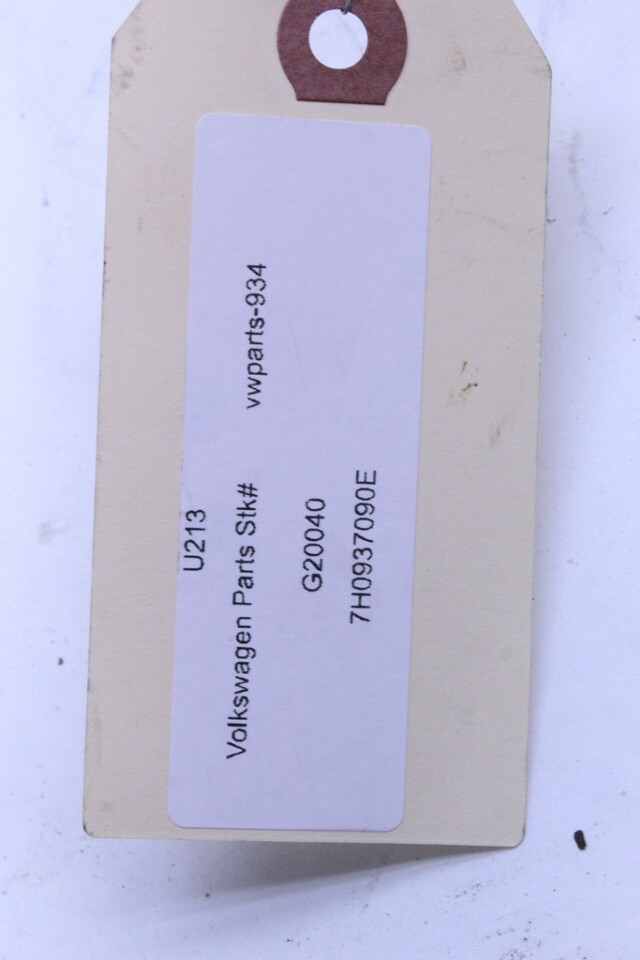 U213
Volkswagen Parts Stk# vwparts-934
G20040
7H0937090E